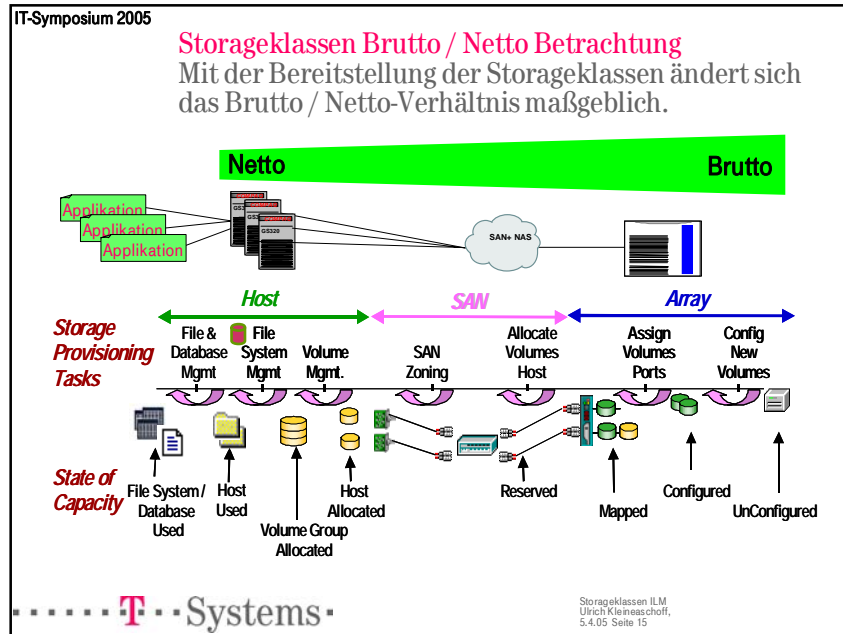 IT-Symposium 2005
Storageklassen Brutto / Netto Betrachtung
Mit der Bereitstellung der Storageklassen ändert sich
das Brutto / Netto-Verhältnis maßgeblich.
Netto
Brutto
Applikation
Applikation
Applikation
GS320
SAN+ NAS
Host
SAN
Array
Storage
Provisioning
Tasks
File &
Database
Mgmt
File
System
Mgmt
Volume
Mgmt.
SAN
Zoning
Allocate
Volumes
Host
Assign
Volumes
Ports
Config
New
Volumes
State of
Capacity
File System /
Database
Used
Host
Used
Volume Group
Allocated
Host
Allocated
Reserved
Mapped
Configured
UnConfigured
T Systems
Storageklassen ILM
Ulrich Kleineaschoff,
5.4.05 Seite 15